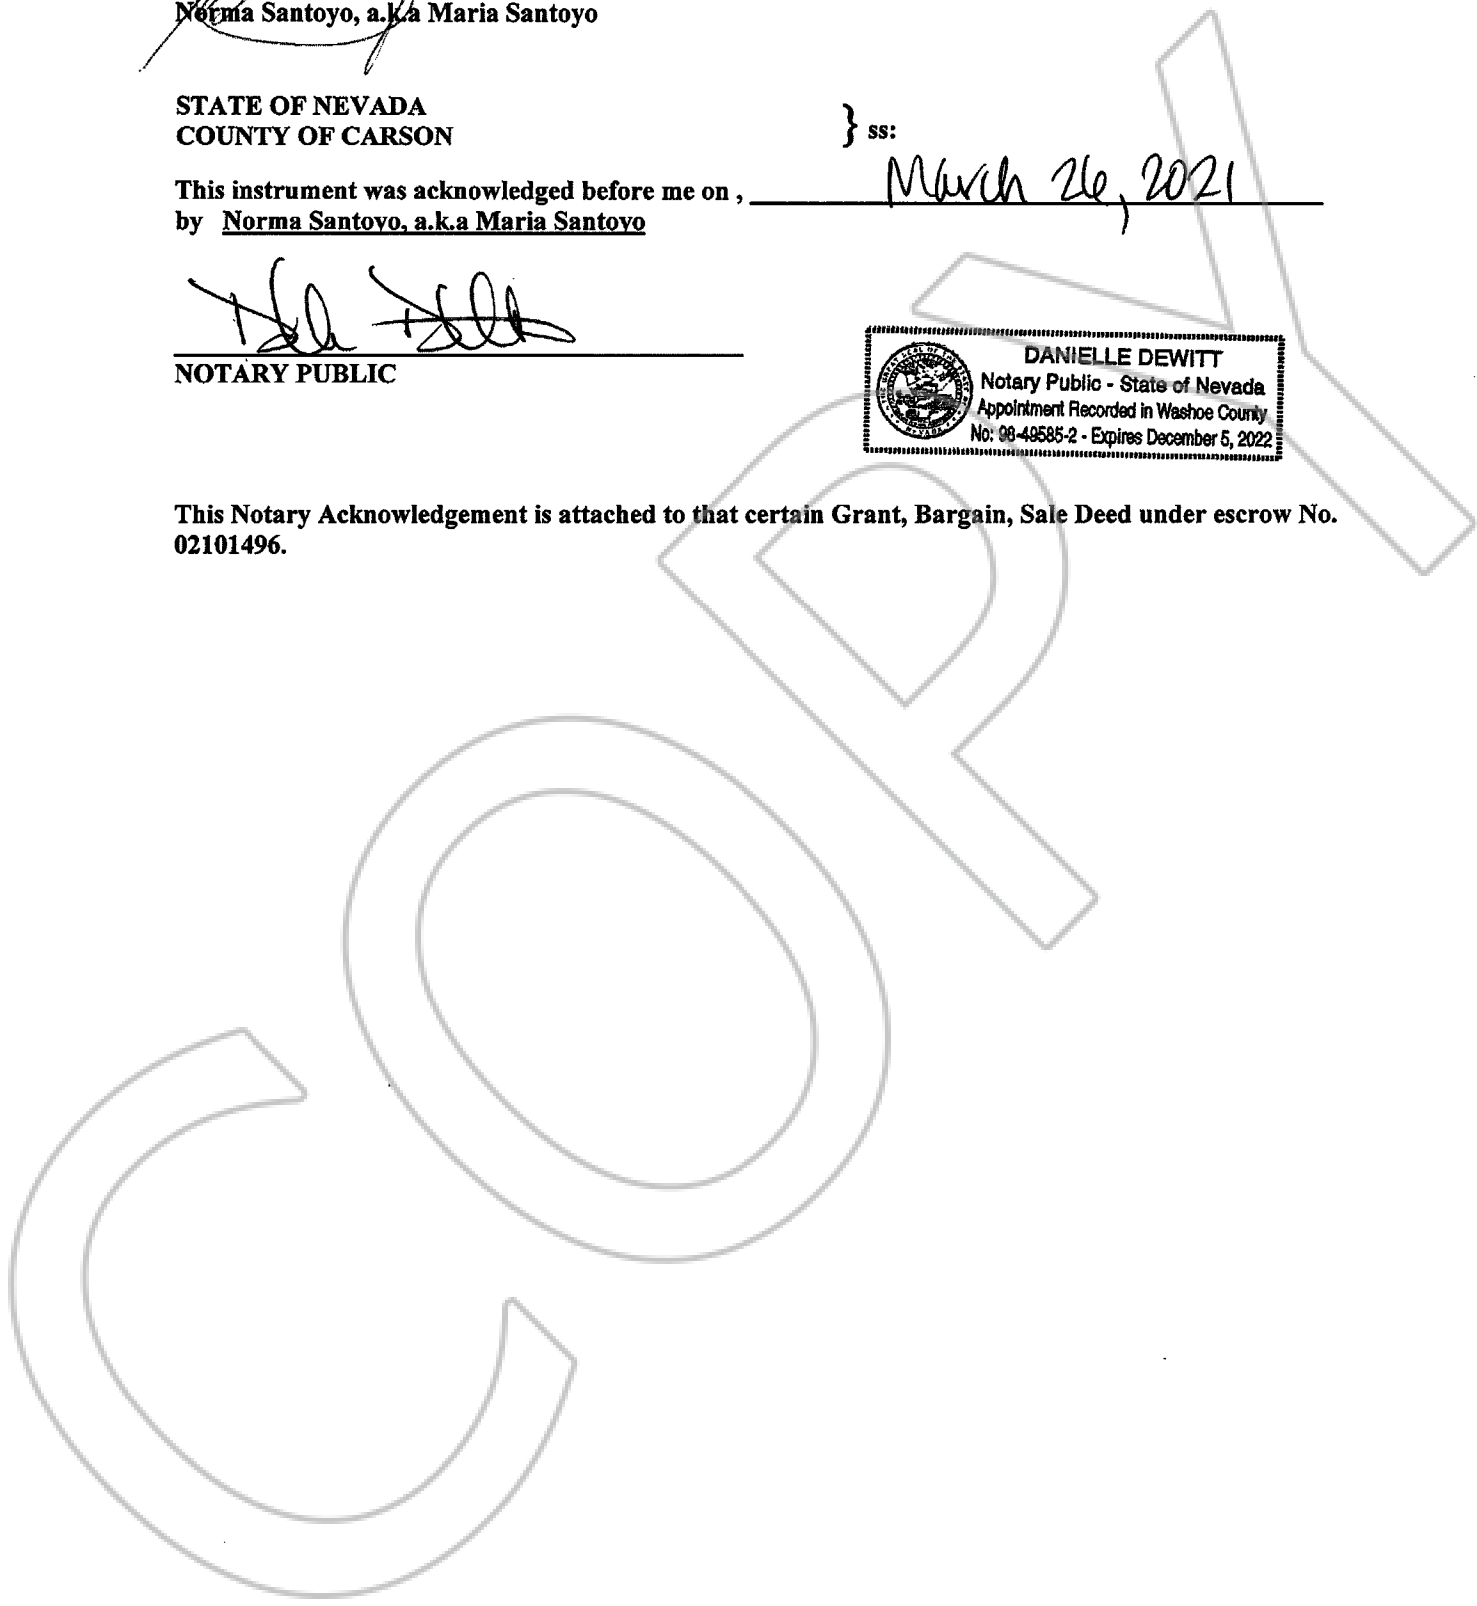 Norma Santoyo, a.k.a Maria Santoyo
STATE OF NEVADA
COUNTY OF CARSON
} ss:
This instrument was acknowledged before me on , March 26, 2021
by Norma Santoyo, a.k.a Maria Santoyo
NOTARY PUBLIC
DANIELLE DEWITT
Notary Public - State of Nevada
Appointment Recorded in Washoe County
No: 98-49585-2 - Expires December 5, 2022
This Notary Acknowledgement is attached to that certain Grant, Bargain, Sale Deed under escrow No.
02101496.
COPY